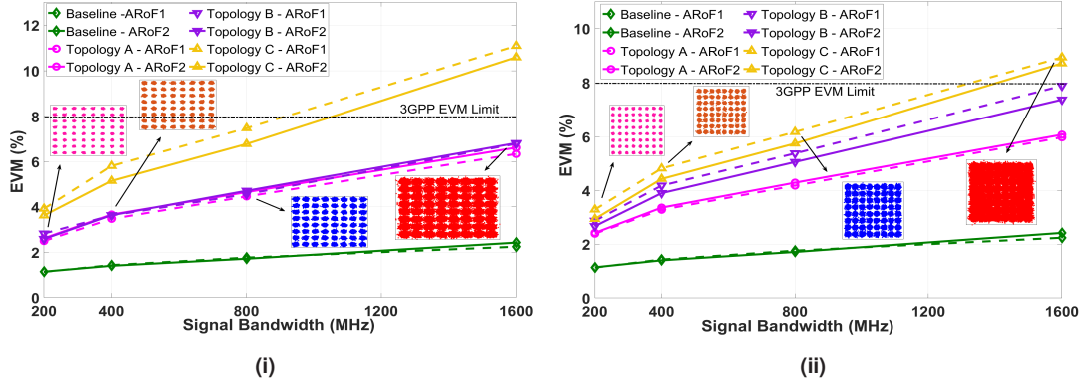 Baseline - ARoF1
Baseline - ARoF2
Topology A - ARoF1
Topology A - ARoF2
Topology B - ARoF1
Topology B - ARoF2
Topology C - ARoF1
Topology C - ARoF2
3GPP EVM Limit
EVM (%)
12
10
8
6
4
2
0
200
400
800
1200
1600
Signal Bandwidth (MHz)
(i)
Baseline - ARoF1
Baseline - ARoF2
Topology A - ARoF1
Topology A - ARoF2
Topology B - ARoF1
Topology B - ARoF2
Topology C - ARoF1
Topology C - ARoF2
3GPP EVM Limit
EVM (%)
10
8
6
4
2
0
200
400
800
1200
1600
Signal Bandwidth (MHz)
(ii)